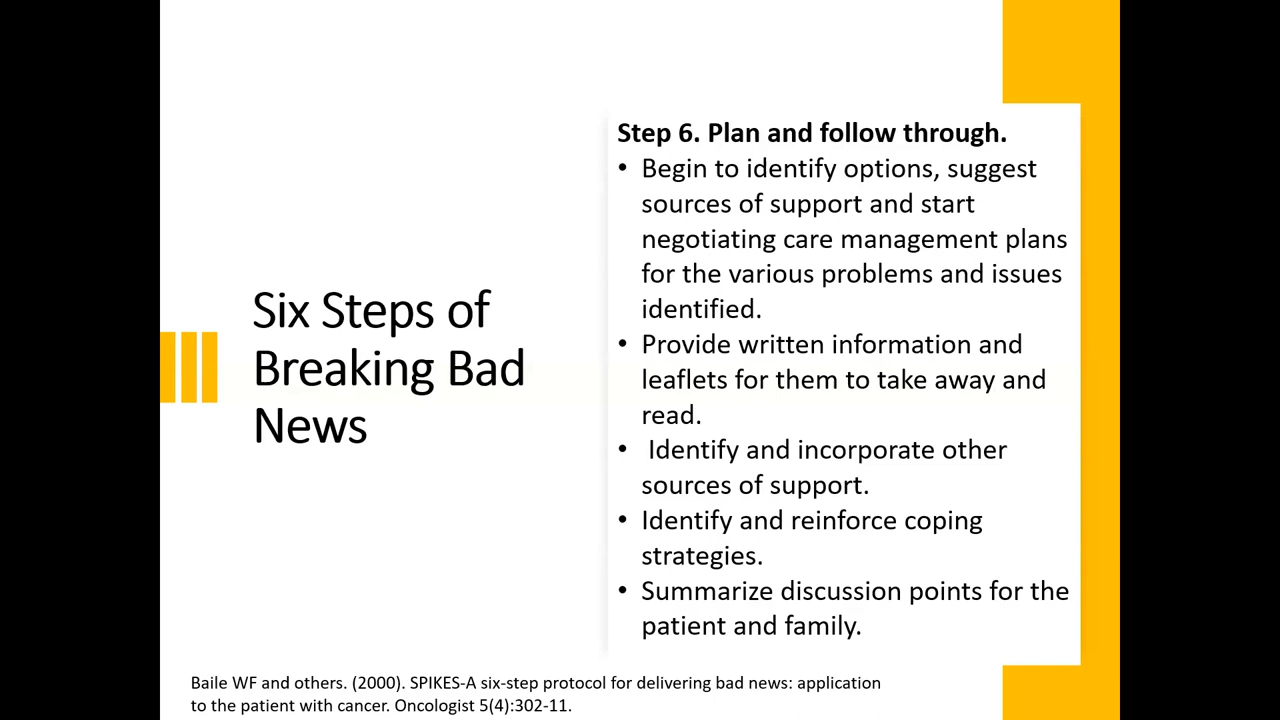 Six Steps of
Breaking Bad
News
Step 6. Plan and follow through.
• Begin to identify options, suggest
sources of support and start
negotiating care management plans
for the various problems and issues
identified.
• Provide written information and
leaflets for them to take away and
read.
• Identify and incorporate other
sources of support.
• Identify and reinforce coping
strategies.
• Summarize discussion points for the
patient and family.
Baile WF and others. (2000). SPIKES-A six-step protocol for delivering bad news: application
to the patient with cancer. Oncologist 5(4):302-11.